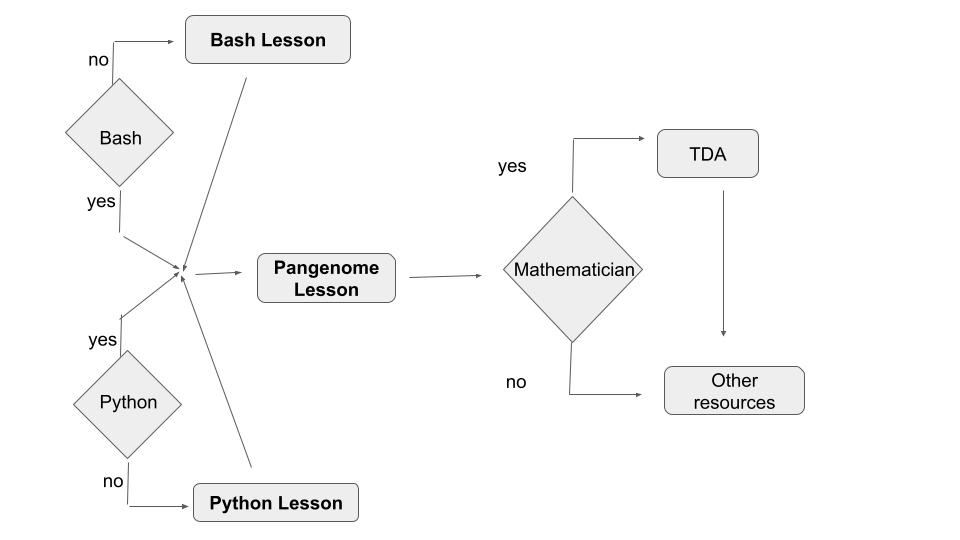 Bash Lesson
no
Bash
yes
Pangenome
Lesson
yes
Python
no
Python Lesson
yes
TDA
Mathematician
no
Other
resources